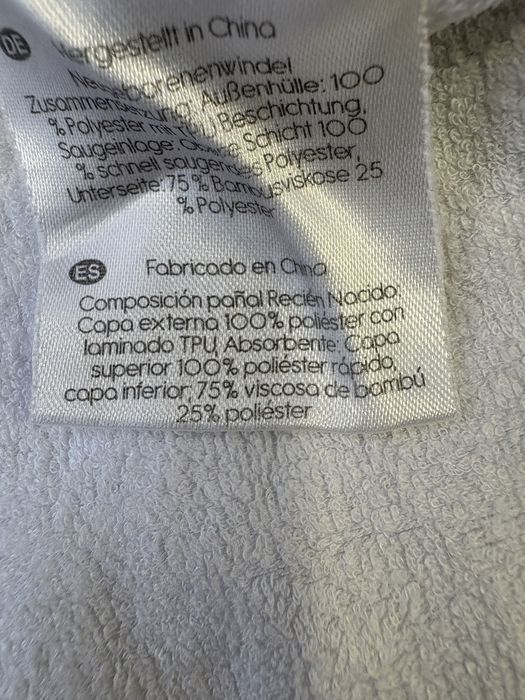 DE Hergestellt in China
Neugeborenenwindel
Zusammensetzung: Außenhülle: 100
% Polyester mit TPU Beschichtung,
Saugeinlage: Obere Schicht 100
% schnell saugendes Polyester,
Unterseite: 75 % Bambusviskose 25
% Polyester
ES Fabricado en China
Composición pañal Recién Nacido:
Capa externa 100% poliéster con
laminado TPU, Absorbente: Capa
superior 100% poliéster rápido,
capa inferior: 75% viscosa de bambú
25% poliéster